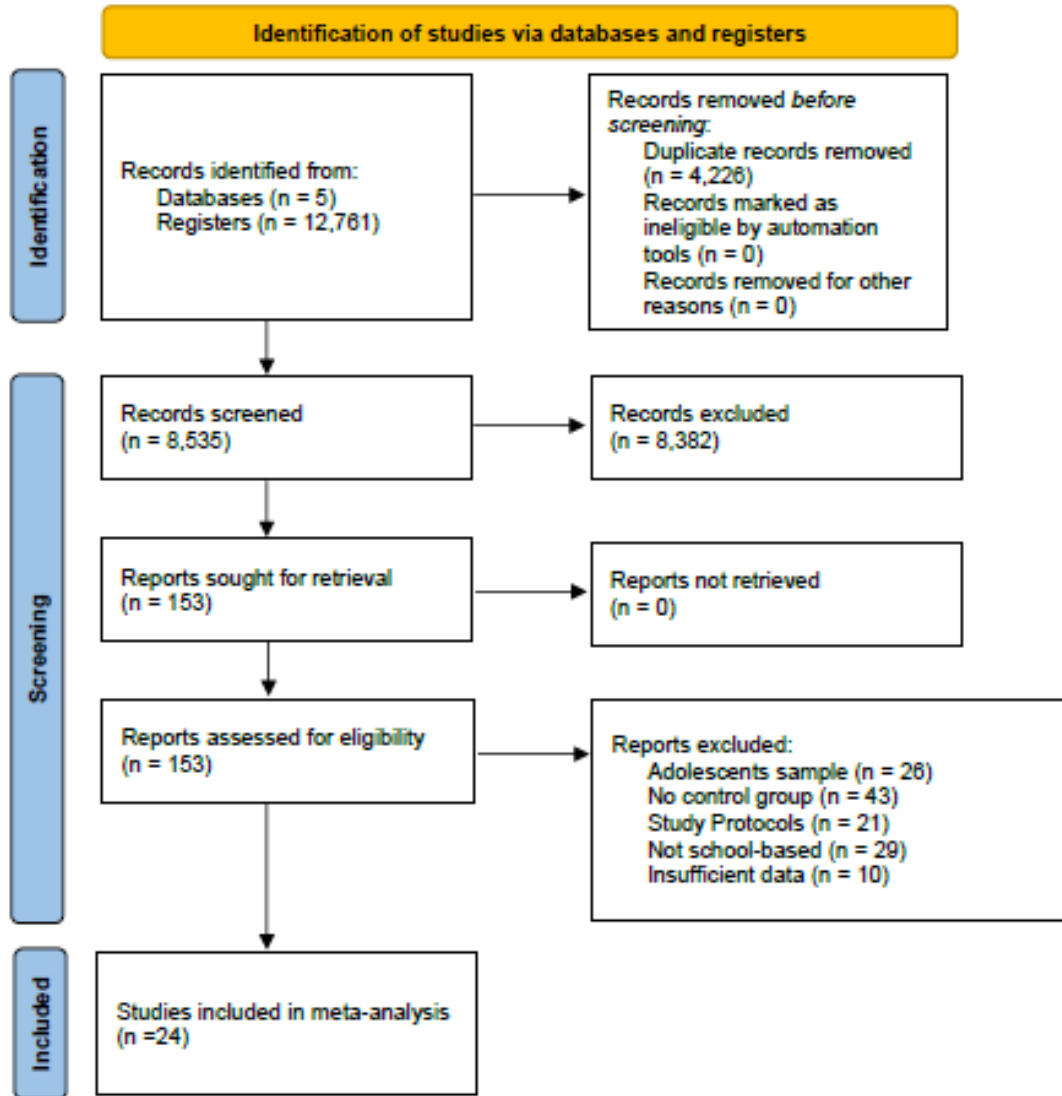 Identification of studies via databases and registers
Identification
Records identified from:
Databases (n = 5)
Registers (n = 12,761)
Records removed before
screening:
Duplicate records removed
(n = 4,226)
Records marked as
ineligible by automation
tools (n = 0)
Records removed for other
reasons (n = 0)
Screening
Records screened
(n = 8,535)
Records excluded
(n = 8,382)
Reports sought for retrieval
(n = 153)
Reports not retrieved
(n = 0)
Reports assessed for eligibility
(n = 153)
Reports excluded:
Adolescents sample (n = 26)
No control group (n = 43)
Study Protocols (n = 21)
Not school-based (n = 29)
Insufficient data (n = 10)
Included
Studies included in meta-analysis
(n =24)